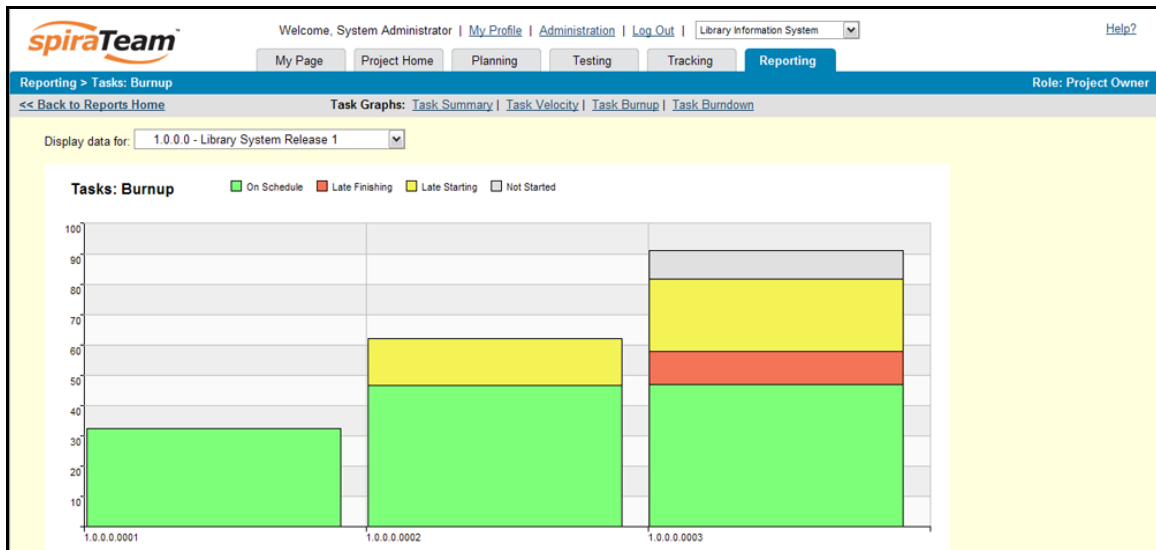 spiraTeam™
Welcome, System Administrator | My Profile | Administration | Log Out | Library Information System
Help?
My Page Project Home Planning Testing Tracking Reporting
Reporting > Tasks: Burnup
Role: Project Owner
<< Back to Reports Home
Task Graphs: Task Summary | Task Velocity | Task Burnup | Task Burndown
Display data for: 1.0.0.0 - Library System Release 1
Tasks: Burnup
On Schedule Late Finishing Late Starting Not Started
100
90
80
70
60
50
40
30
20
10
1.0.0.0.0001 1.0.0.0.0002 1.0.0.0.0003